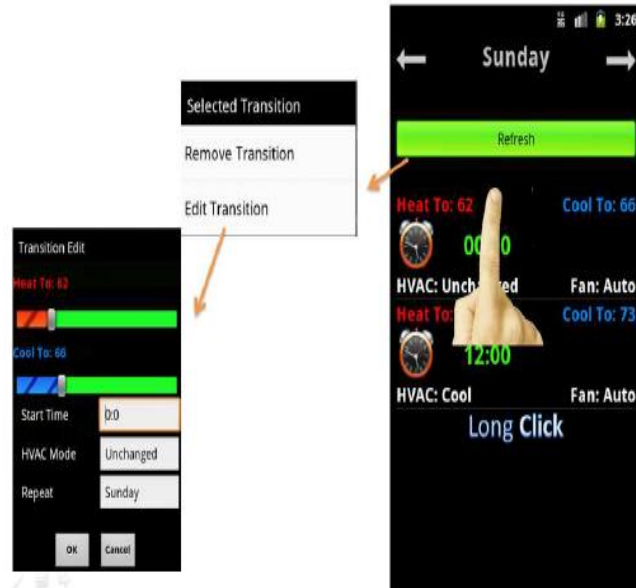 3:26
Sunday
Refresh
Selected Transition
Remove Transition
Edit Transition
Heat To: 62 Cool To: 66
HVAC: Fan: Auto
Heat To: Cool To: 73
12:00
HVAC: Cool Fan: Auto
Long Click
Transition Edit
Heat To: 62
Cool To: 66
Start Time 0:0
HVAC Mode Unchanged
Repeat Sunday
OK Cancel